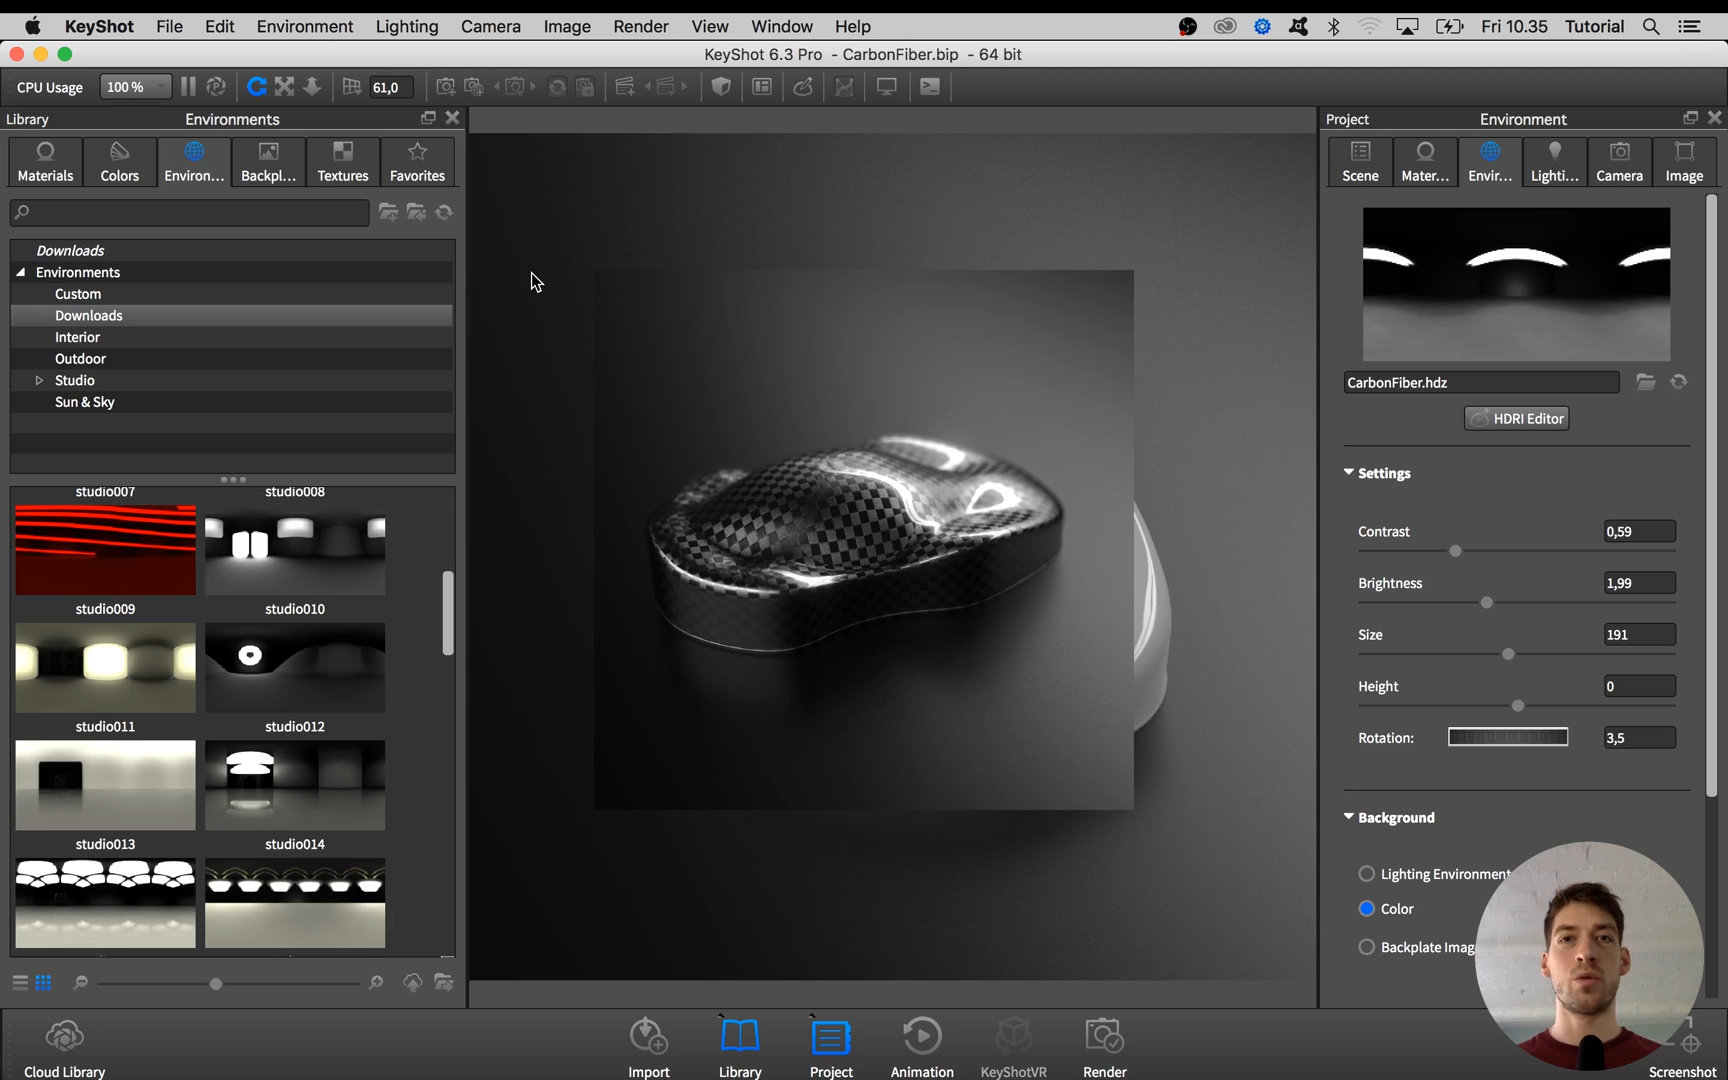 KeyShot File Edit Environment Lighting Camera Image Render View Window Help Fri 10.35 Tutorial
KeyShot 6.3 Pro - CarbonFiber.bip - 64 bit
CPU Usage 100 % 61,0
Library Environments
Materials Colors Environ... Backpl... Textures Favorites
Downloads
Environments
Custom
Downloads
Interior
Outdoor
Studio
Sun & Sky
studio007 studio008
studio009 studio010
studio011 studio012
studio013 studio014
Project Environment
Scene Mater... Envir... Lighti... Camera Image
CarbonFiber.hdz
HDRI Editor
Settings
Contrast 0,59
Brightness 1,99
Size 191
Height 0
Rotation: 3,5
Background
Lighting Environment
Color
Backplate Imag
Cloud Library Import Library Project Animation KeyShotVR Render Screenshot